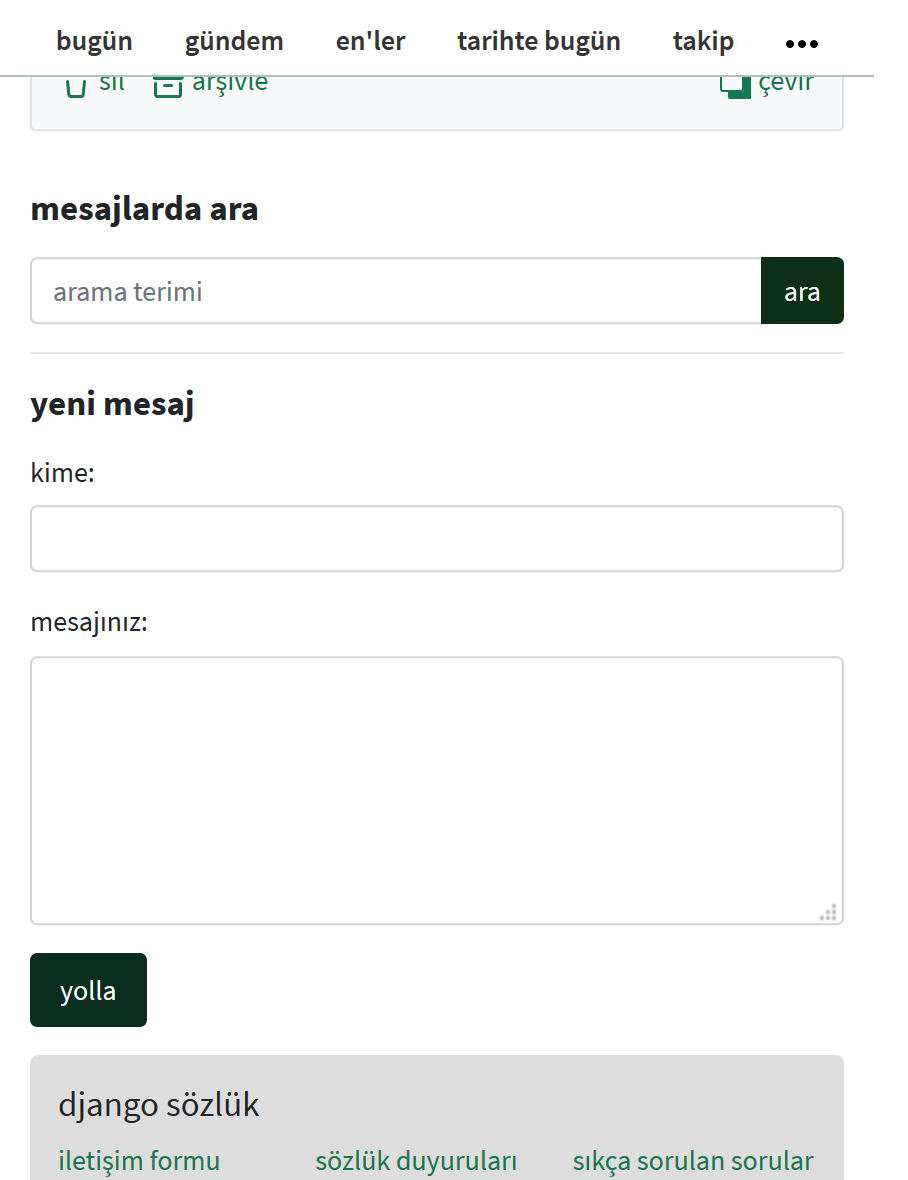 bugün gündem en'ler tarihte bugün takip
sil arşivle çevir
mesajlarda ara
arama terimi ara
yeni mesaj
kime:
mesajınız:
yolla
django sözlük
iletişim formu sözlük duyuruları sıkça sorulan sorular